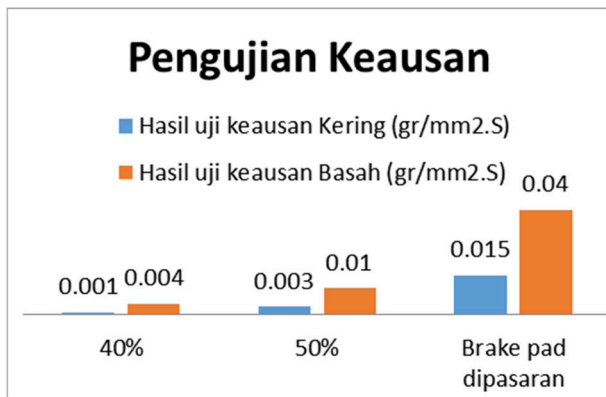 Pengujian Keausan
Hasil uji keausan Kering (gr/mm2.S)
Hasil uji keausan Basah (gr/mm2.S)
0.001 0.004
0.003 0.01
0.015 0.04
40% 50% Brake pad
dipasaran